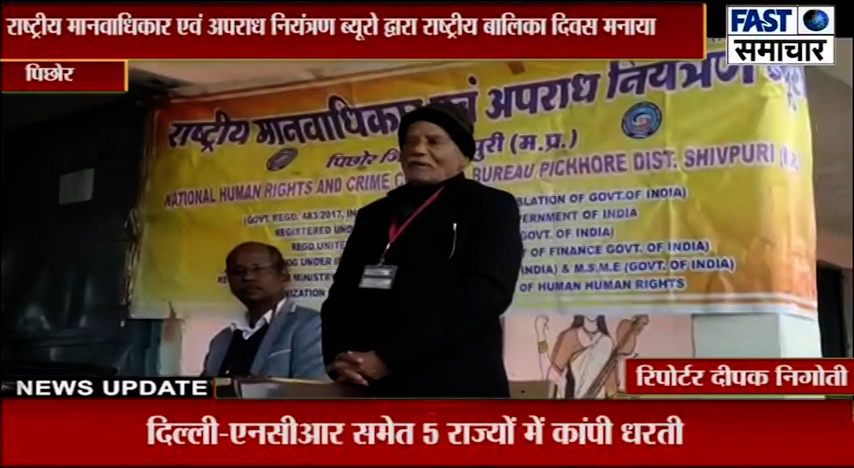 राष्ट्रीय मानवाधिकार एवं अपराध नियंत्रण ब्यूरो द्वारा राष्ट्रीय बालिका दिवस मनाया
FAST
समाचार
पिछोर
राष्ट्रीय मानवाधिकार एवं अपराध नियंत्रण
पिछोर (म.प्र.)
NATIONAL HUMAN RIGHTS AND CRIME BUREAU PICKHORE DIST. SHIVPURI
(GOVT. REGD. 483/2017, OF GOVT.OF INDIA)
REGISTERED GOVERNMENT OF INDIA
REGD. GOVT. OF INDIA)
OF FINANCE GOVT. OF INDIA)
MINISTRY INDIA) & M.S.M.E (GOVT. OF INDIA)
OF HUMAN HUMAN RIGHTS)
रिपोर्टर दीपक निगोती
NEWS UPDATE
दिल्ली-एनसीआर समेत 5 राज्यों में कांपी धरती